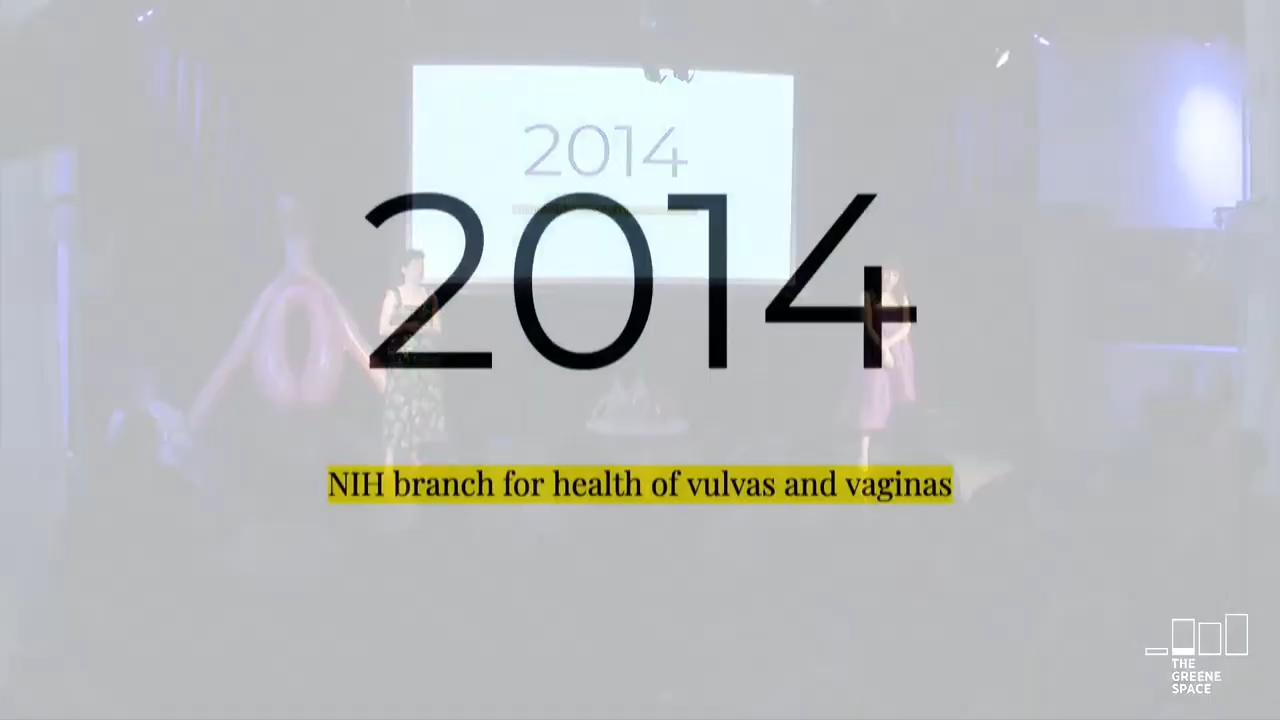 2014
2014
NIH branch for health of vulvas and vaginas
THE
GREENE
SPACE